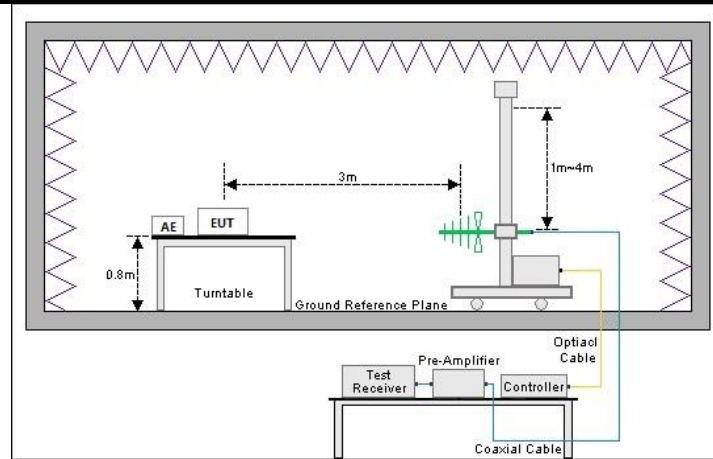 1m~4m
3m
AE
EUT
0.8m
Turntable
Ground Reference Plane
Optiacl
Cable
Pre-Amplifier
Test
Receiver
Controller
Coaxial Cable